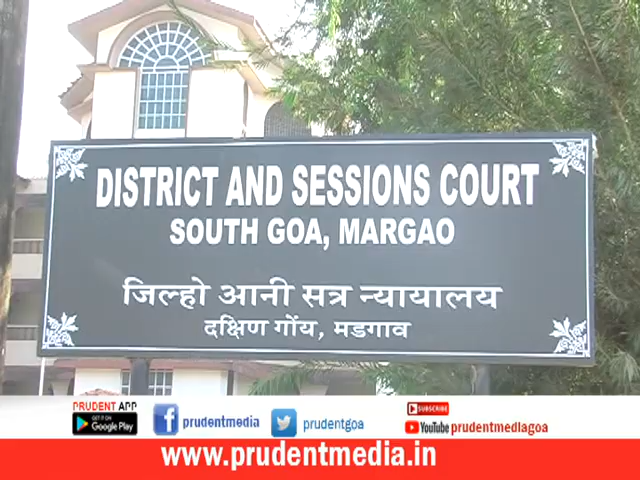 DISTRICT AND SESSIONS COURT
SOUTH GOA, MARGAO
जिल्हो आनी सत्र न्यायालय
दक्षिण गोंय, मडगाव
PRUDENT APP
GET IT ON
Google Play
prudentmedia
prudentgoa
SUBSCRIBE
YouTube prudentmediagoa
www.prudentmedia.in